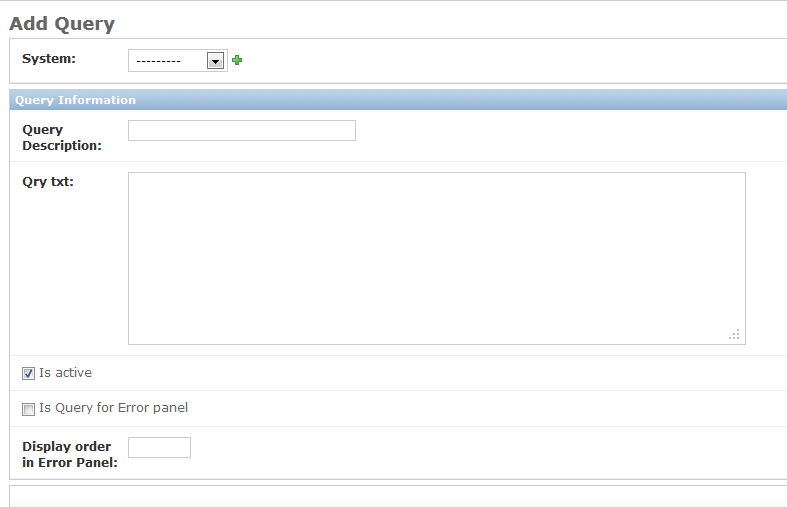 Add Query
System: ---------
Query Information
Query
Description:
Qry txt:
Is active
Is Query for Error panel
Display order
in Error Panel: